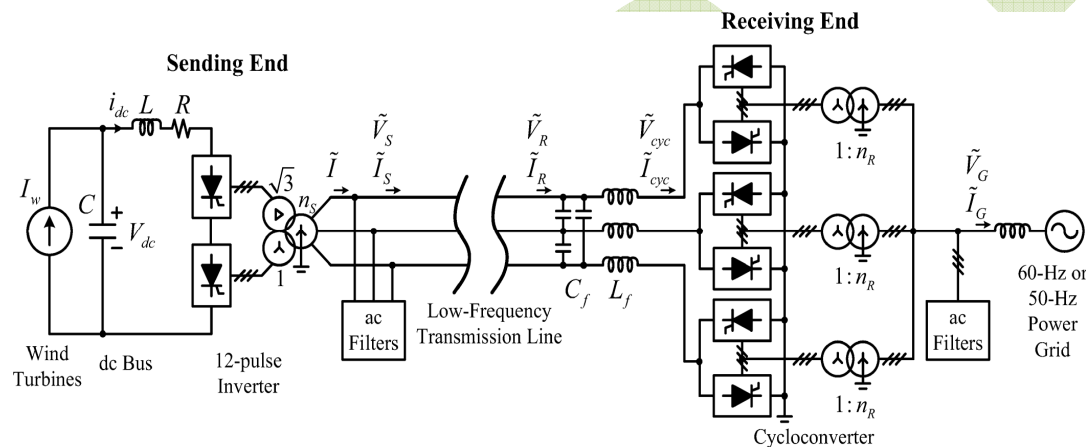 Receiving End
Sending End
i_dc L R
I_w
C
+
V_dc
−
√3
n_S
1
Ṽ_S
Ĩ Ĩ_S
Ṽ_R
Ĩ_R
Ṽ_cyc
Ĩ_cyc
C_f L_f
1:n_R
1:n_R
1:n_R
Ṽ_G
Ĩ_G
60-Hz or
50-Hz
Power
Grid
ac
Filters
ac
Filters
Low-Frequency
Transmission Line
Wind
Turbines
dc Bus
12-pulse
Inverter
Cycloconverter